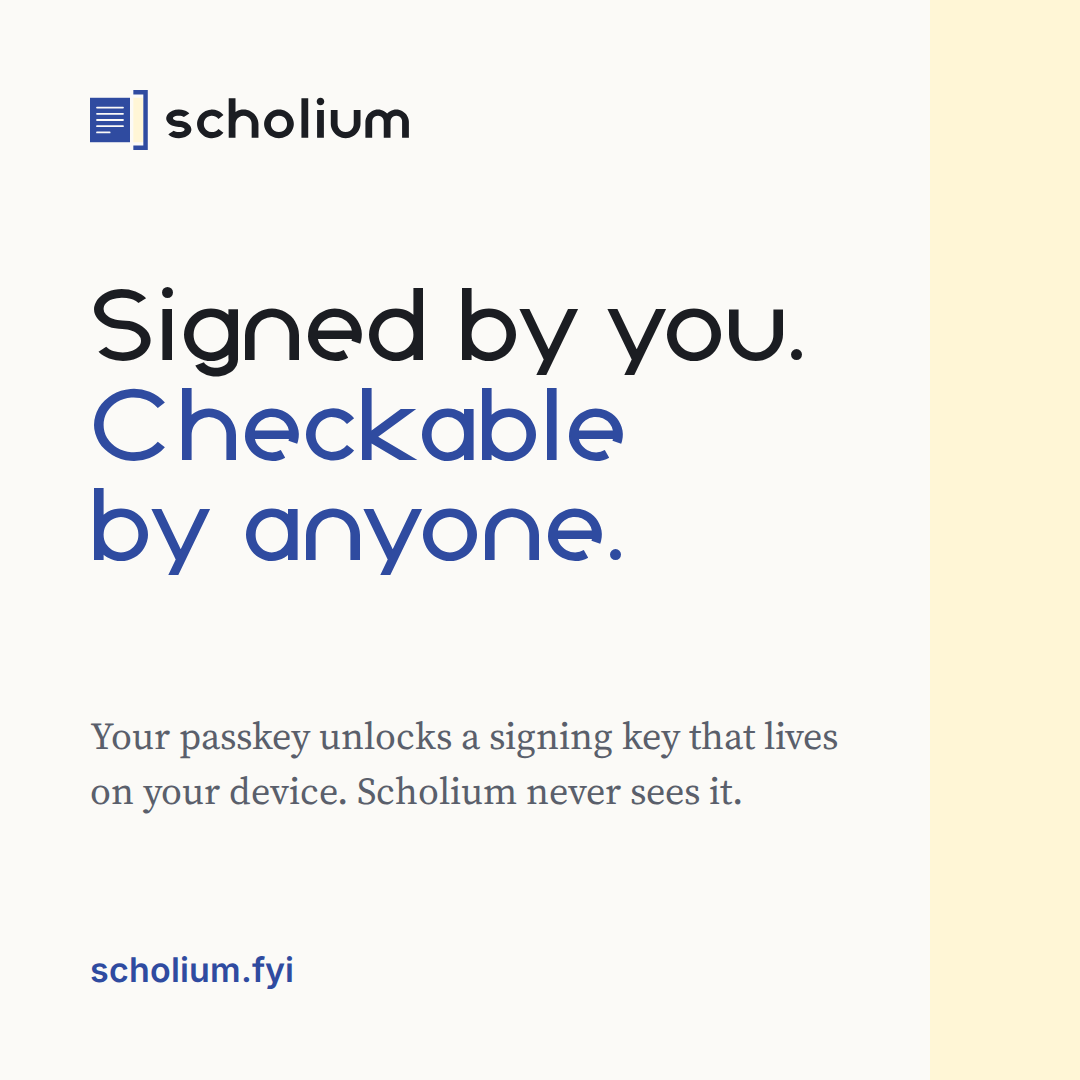 scholium
Signed by you.
Checkable
by anyone.
Your passkey unlocks a signing key that lives
on your device. Scholium never sees it.
scholium.fyi